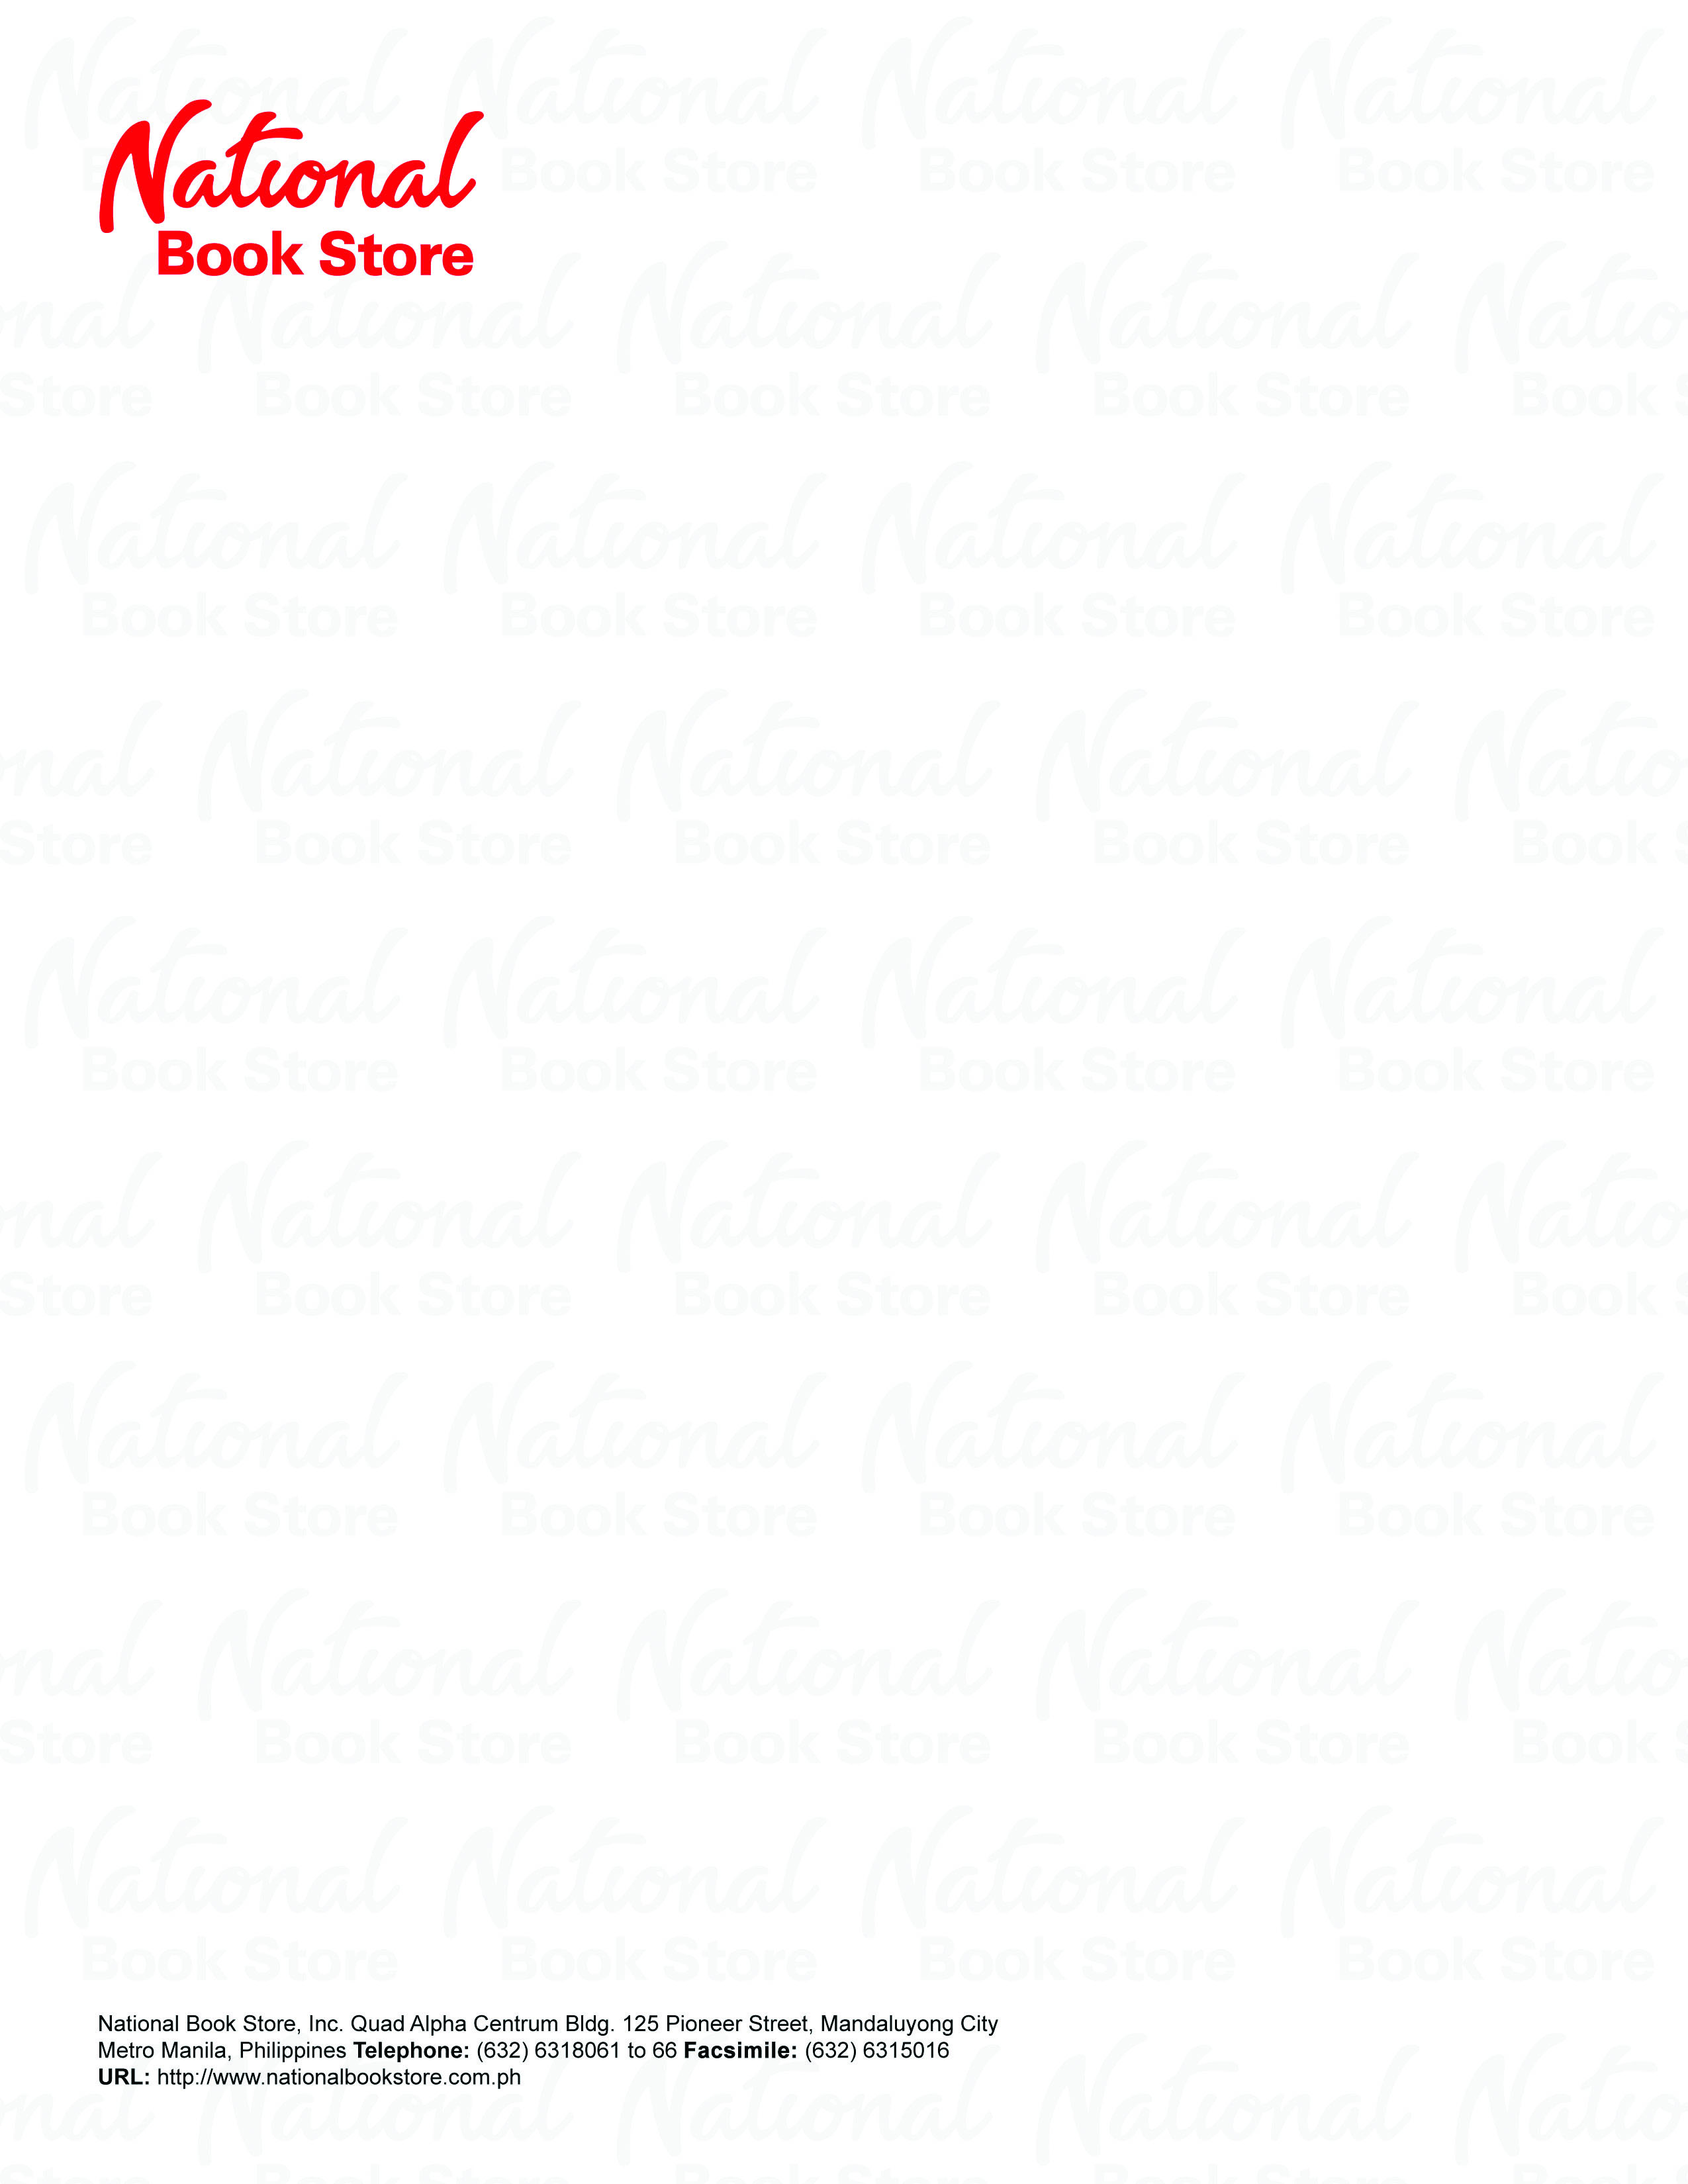 National
Book Store
National Book Store, Inc. Quad Alpha Centrum Bldg. 125 Pioneer Street, Mandaluyong City
Metro Manila, Philippines Telephone: (632) 6318061 to 66 Facsimile: (632) 6315016
URL: http://www.nationalbookstore.com.ph